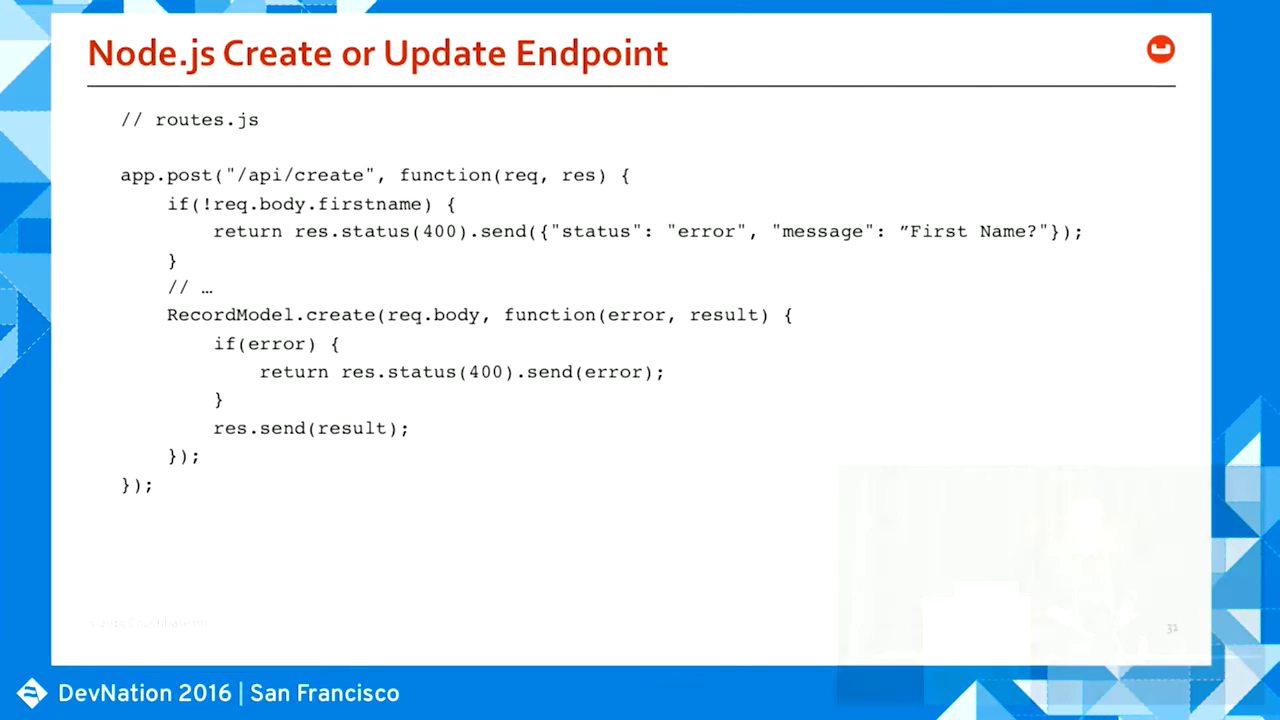 Node.js Create or Update Endpoint
// routes.js
app.post("/api/create", function(req, res) {
    if(!req.body.firstname) {
        return res.status(400).send({"status": "error", "message": ”First Name?"});
    }
    // …
    RecordModel.create(req.body, function(error, result) {
        if(error) {
            return res.status(400).send(error);
        }
        res.send(result);
    });
});
31
DevNation 2016 | San Francisco